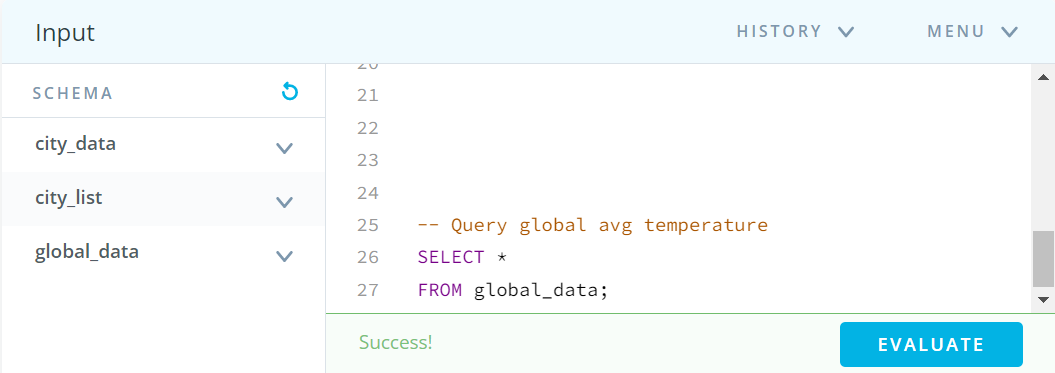 Input
HISTORY
MENU
SCHEMA
city_data
city_list
global_data
20
21
22
23
24
25 -- Query global avg temperature
26 SELECT *
27 FROM global_data;
Success!
EVALUATE